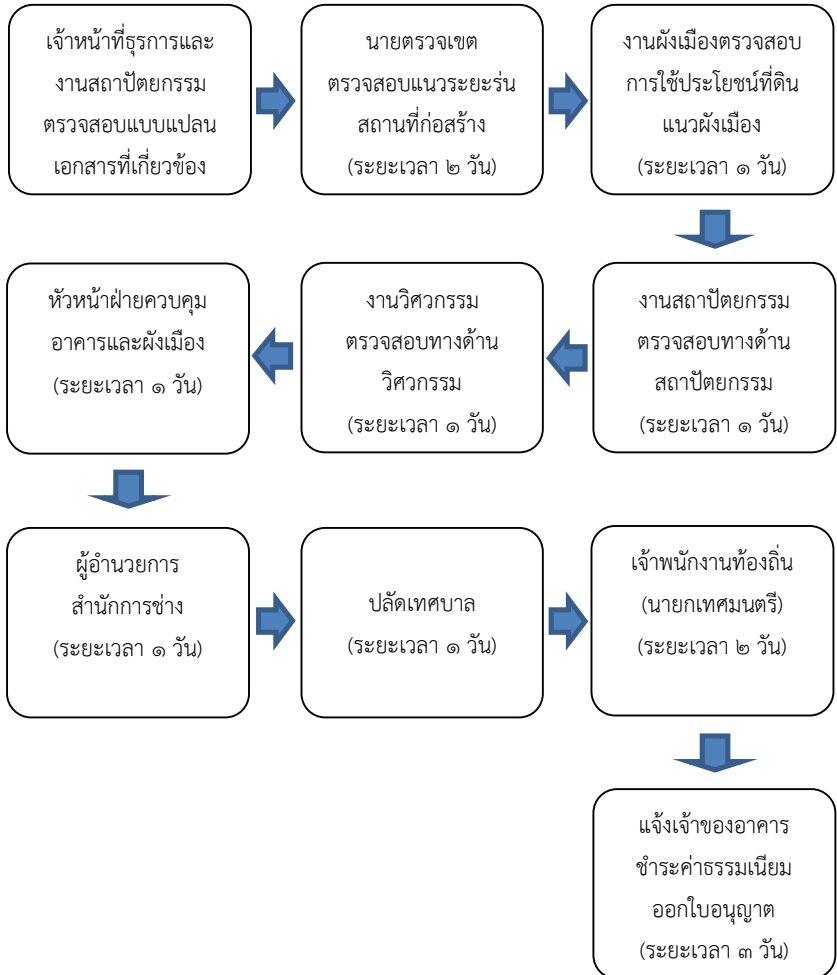 เจ้าหน้าที่ธุรการและ
งานสถาปัตยกรรม
ตรวจสอบแบบแปลน
เอกสารที่เกี่ยวข้อง
นายตรวจเขต
ตรวจสอบแนวระยะร่น
สถานที่ก่อสร้าง
(ระยะเวลา ๒ วัน)
งานผังเมืองตรวจสอบ
การใช้ประโยชน์ที่ดิน
แนวผังเมือง
(ระยะเวลา ๑ วัน)
งานสถาปัตยกรรม
ตรวจสอบทางด้าน
สถาปัตยกรรม
(ระยะเวลา ๑ วัน)
งานวิศวกรรม
ตรวจสอบทางด้าน
วิศวกรรม
(ระยะเวลา ๑ วัน)
หัวหน้าฝ่ายควบคุม
อาคารและผังเมือง
(ระยะเวลา ๑ วัน)
ผู้อำนวยการ
สำนักการช่าง
(ระยะเวลา ๑ วัน)
ปลัดเทศบาล
(ระยะเวลา ๑ วัน)
เจ้าพนักงานท้องถิ่น
(นายกเทศมนตรี)
(ระยะเวลา ๒ วัน)
แจ้งเจ้าของอาคาร
ชำระค่าธรรมเนียม
ออกใบอนุญาต
(ระยะเวลา ๓ วัน)